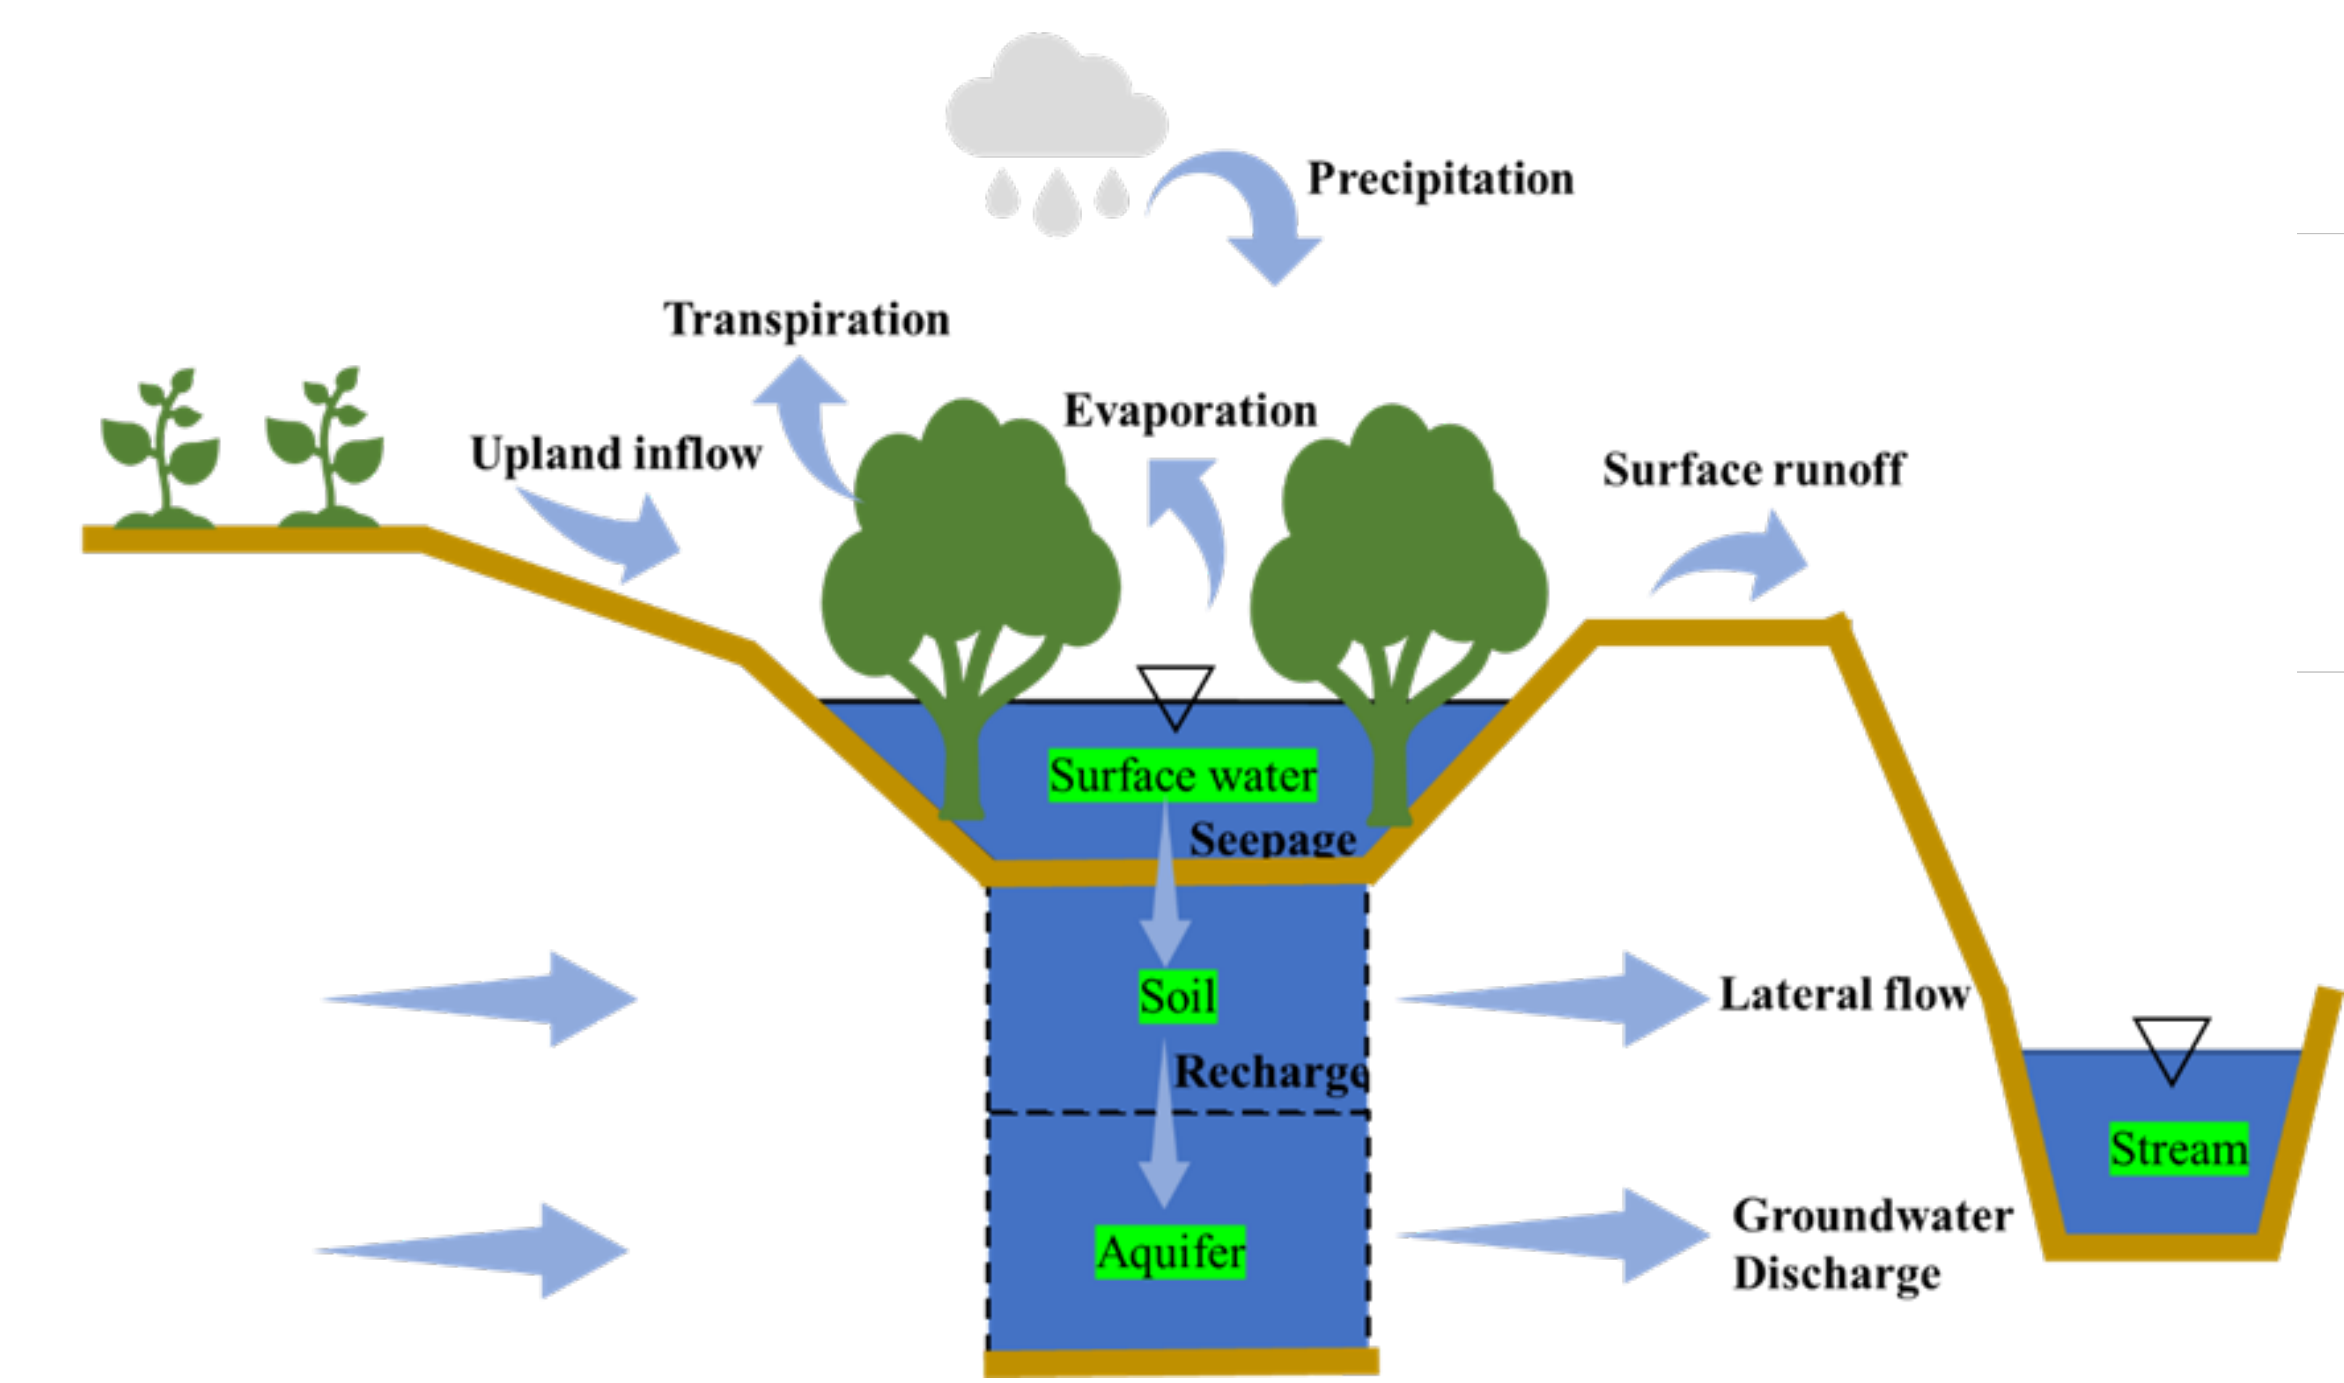 Precipitation
Transpiration
Evaporation
Upland inflow
Surface runoff
Surface water
Seepage
Soil
Lateral flow
Recharge
Stream
Groundwater
Discharge
Aquifer